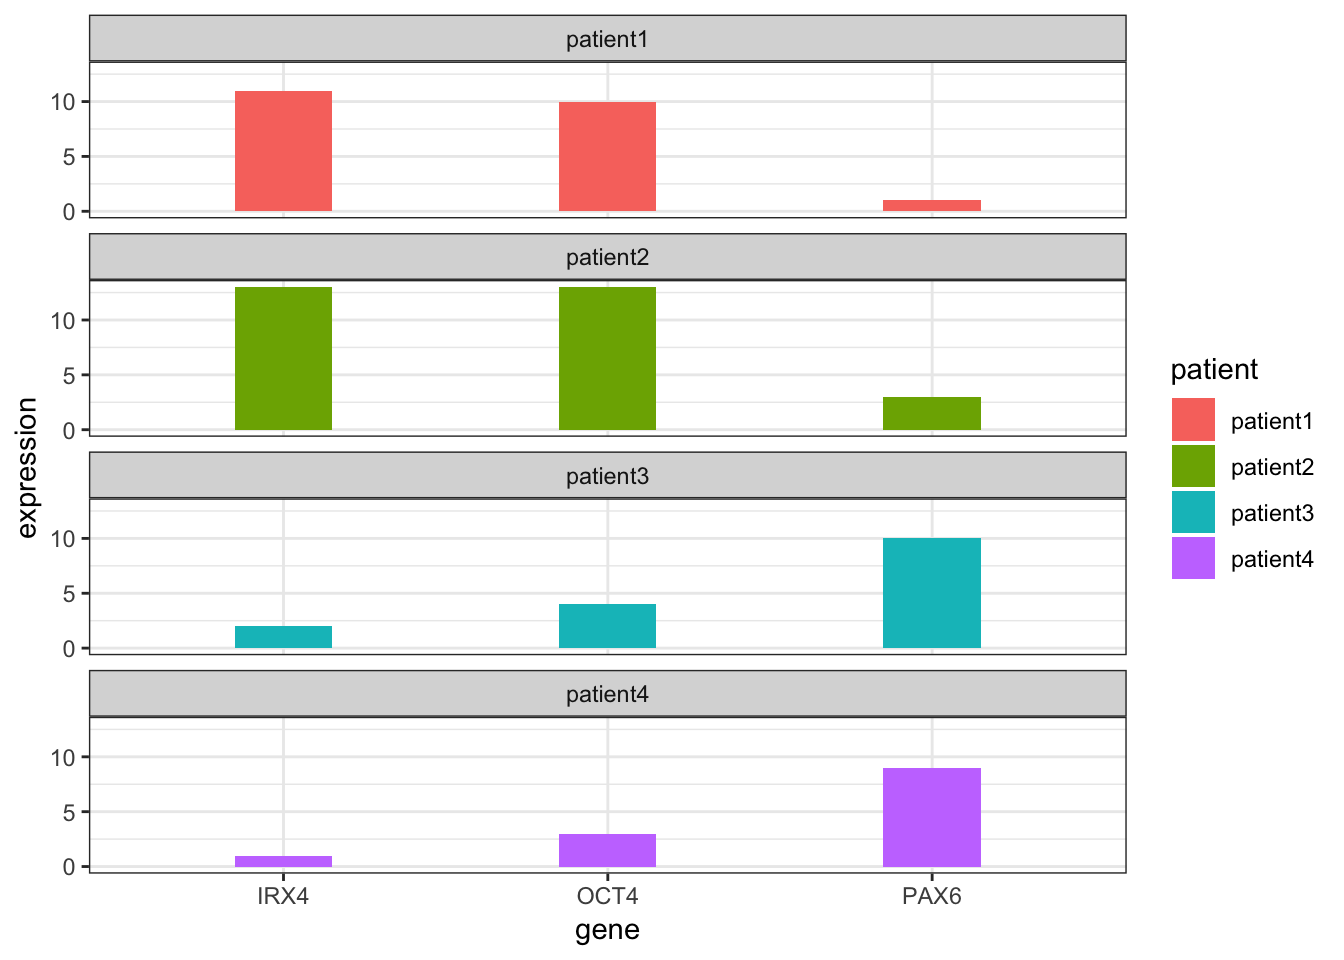 patient1
10
5
0
patient2
10
5
0
patient3
10
5
0
patient4
10
5
0
IRX4 OCT4 PAX6
gene
expression
patient
patient1
patient2
patient3
patient4